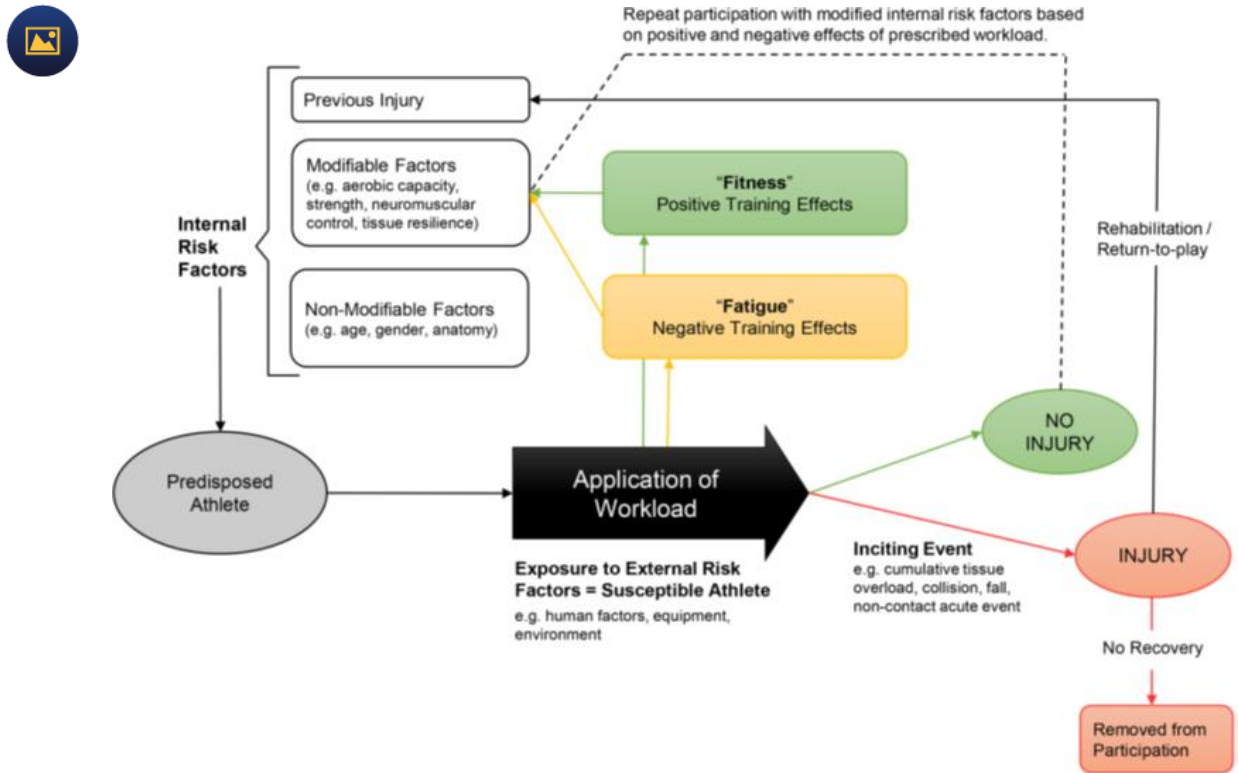 Repeat participation with modified internal risk factors based
on positive and negative effects of prescribed workload.
Previous Injury
Modifiable Factors
(e.g. aerobic capacity,
strength, neuromuscular
control, tissue resilience)
"Fitness"
Positive Training Effects
Internal
Risk
Factors
Rehabilitation /
Return-to-play
Non-Modifiable Factors
(e.g. age, gender, anatomy)
"Fatigue"
Negative Training Effects
NO
INJURY
Predisposed
Athlete
Application of
Workload
Exposure to External Risk
Factors = Susceptible Athlete
e.g. human factors, equipment,
environment
Inciting Event
e.g. cumulative tissue
overload, collision, fall,
non-contact acute event
INJURY
No Recovery
Removed from
Participation